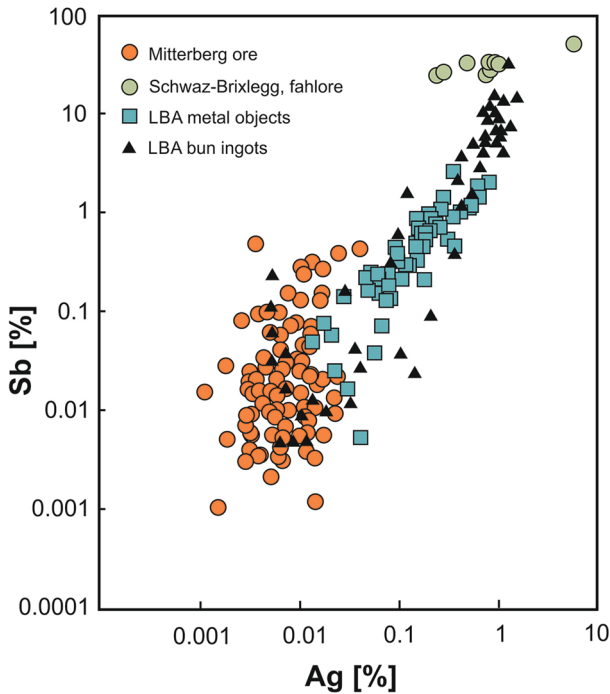 100
Mitterberg ore
Schwaz-Brixlegg, fahlore
10
LBA metal objects
LBA bun ingots
1
0.1
Sb [%]
0.01
0.001
0.0001
0.001
0.01
0.1
1
10
Ag [%]